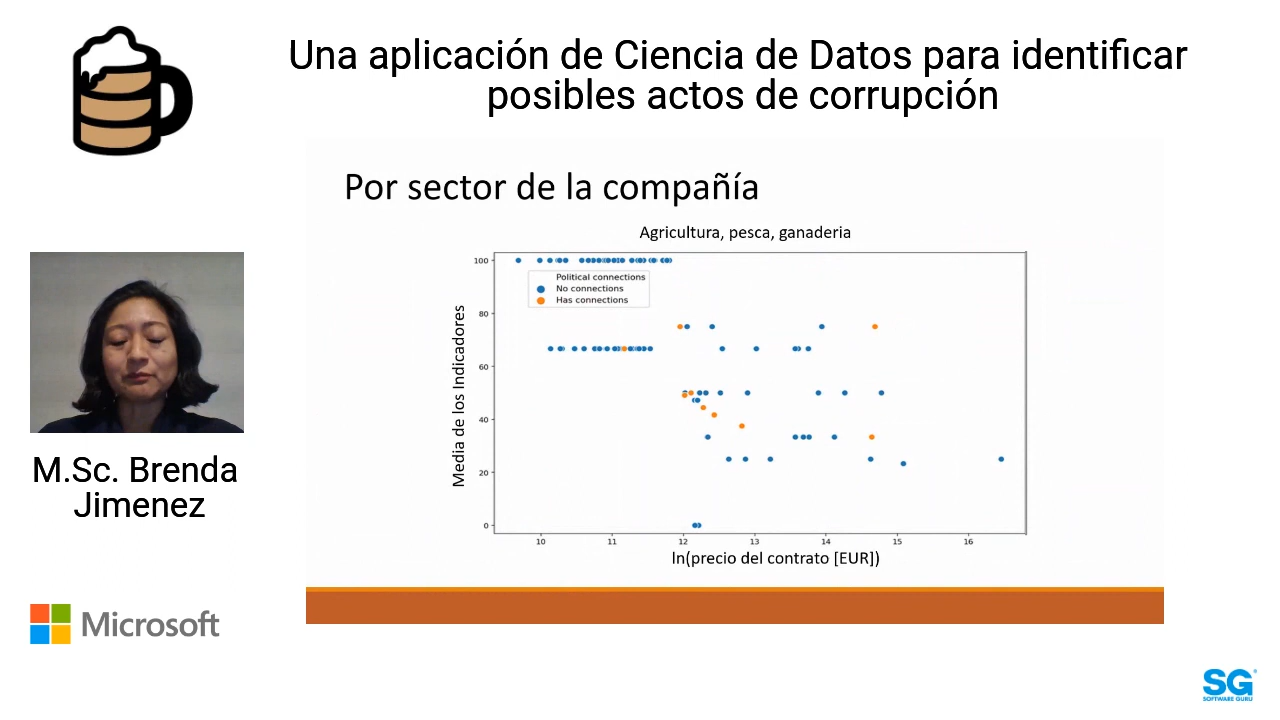 Una aplicación de Ciencia de Datos para identificar
posibles actos de corrupción
Por sector de la compañía
Agricultura, pesca, ganaderia
Political connections
No connections
Has connections
Media de los Indicadores
100
80
60
40
20
0
10 11 12 13 14 15 16
ln(precio del contrato [EUR])
M.Sc. Brenda
Jimenez
Microsoft
SG
SOFTWARE GURU